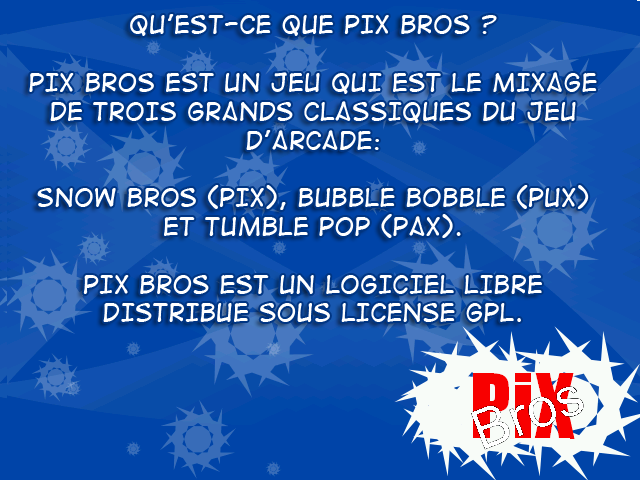 QU'EST-CE QUE PIX BROS ?
PIX BROS EST UN JEU QUI EST LE MIXAGE
DE TROIS GRANDS CLASSIQUES DU JEU
D'ARCADE:
SNOW BROS (PIX), BUBBLE BOBBLE (PUX)
ET TUMBLE POP (PAX).
PIX BROS EST UN LOGICIEL LIBRE
DISTRIBUE SOUS LICENSE GPL.
PiX
Bros